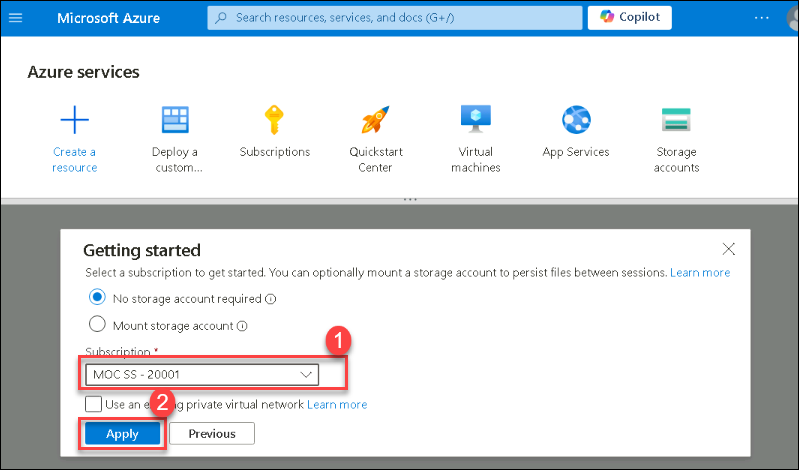 Microsoft Azure
Search resources, services, and docs (G+/)
Copilot
Azure services
Create a resource
Deploy a custom...
Subscriptions
Quickstart Center
Virtual machines
App Services
Storage accounts
Getting started
Select a subscription to get started. You can optionally mount a storage account to persist files between sessions. Learn more
No storage account required
Mount storage account
1
Subscription *
MOC SS - 20001
2
Use an private virtual network Learn more
Apply
Previous